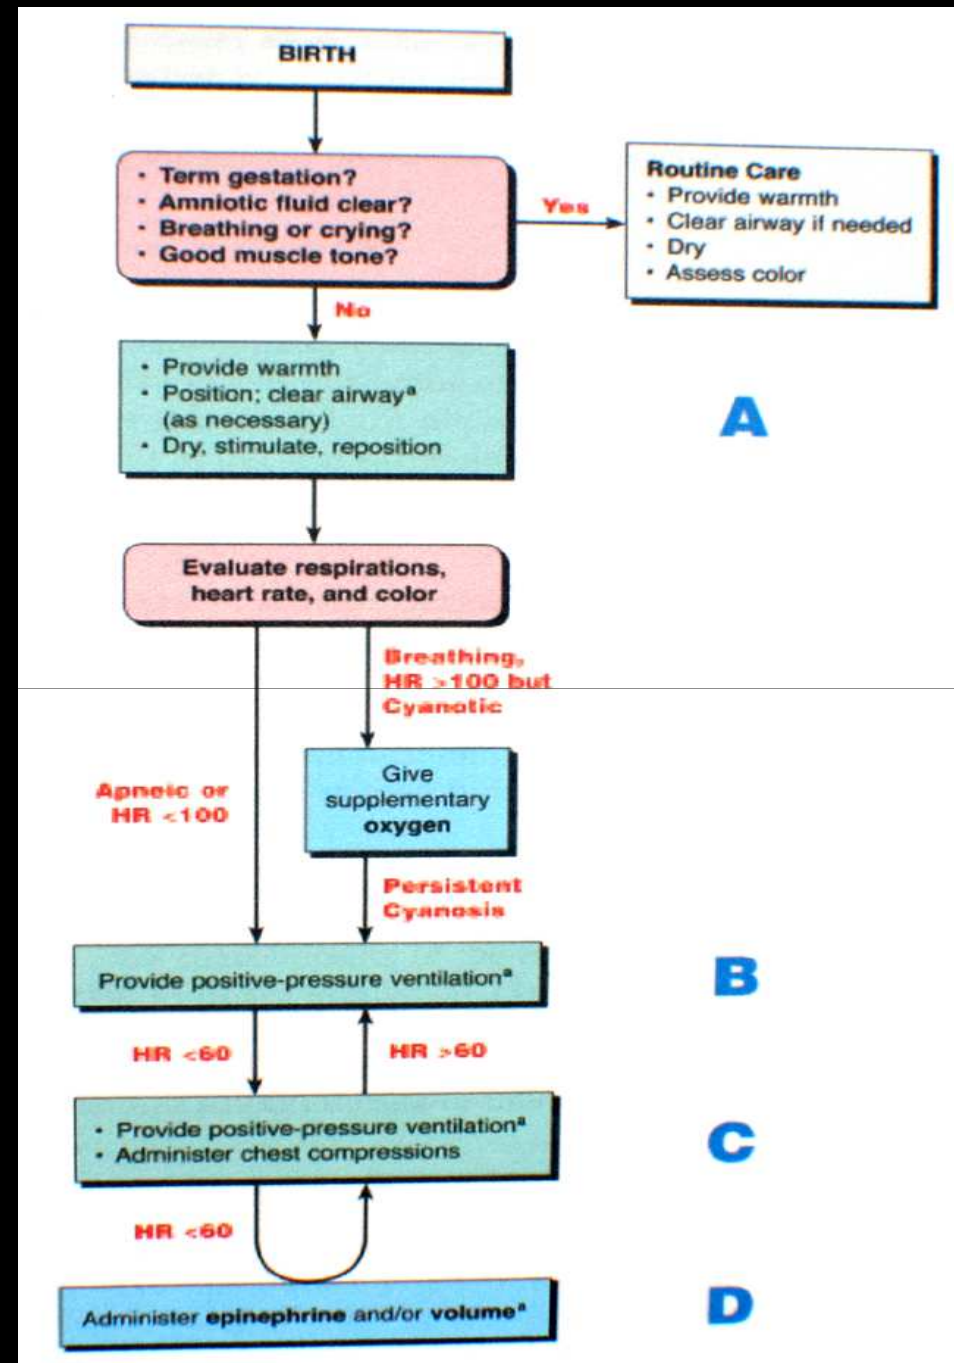 BIRTH
· Term gestation?
· Amniotic fluid clear?
· Breathing or crying?
· Good muscle tone?
Yes
Routine Care
· Provide warmth
· Clear airway if needed
· Dry
· Assess color
No
· Provide warmth
· Position; clear airwayª
(as necessary)
· Dry, stimulate, reposition
A
Evaluate respirations,
heart rate, and color
Breathing,
HR >100 but
Cyanotic
Apneic or
HR <100
Give
supplementary
oxygen
Persistent
Cyanosis
Provide positive-pressure ventilationª
B
HR <60
HR >60
· Provide positive-pressure ventilationª
· Administer chest compressions
C
HR <60
Administer epinephrine and/or volumeª
D